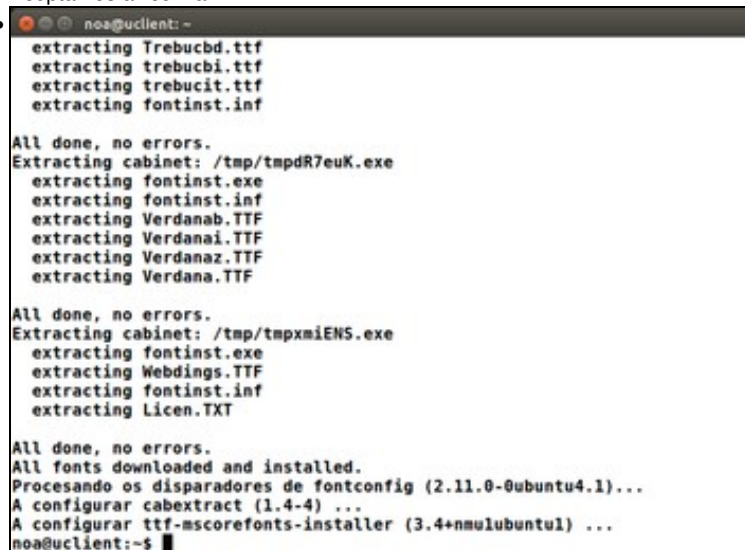 noa@uclient: ~
extracting Trebucbd.ttf
extracting trebucbi.ttf
extracting trebucit.ttf
extracting fontinst.inf
All done, no errors.
Extracting cabinet: /tmp/tmpdR7euK.exe
extracting fontinst.exe
extracting fontinst.inf
extracting Verdanab.TTF
extracting Verdanai.TTF
extracting Verdanaz.TTF
extracting Verdana.TTF
All done, no errors.
Extracting cabinet: /tmp/tmpxmiENS.exe
extracting fontinst.exe
extracting Webdings.TTF
extracting fontinst.inf
extracting Licen.TXT
All done, no errors.
All fonts downloaded and installed.
Procesando os disparadores de fontconfig (2.11.0-0ubuntu4.1)...
A configurar cabextract (1.4-4) ...
A configurar ttf-mscorefonts-installer (3.4+nmu1ubuntu1) ...
noa@uclient:~$